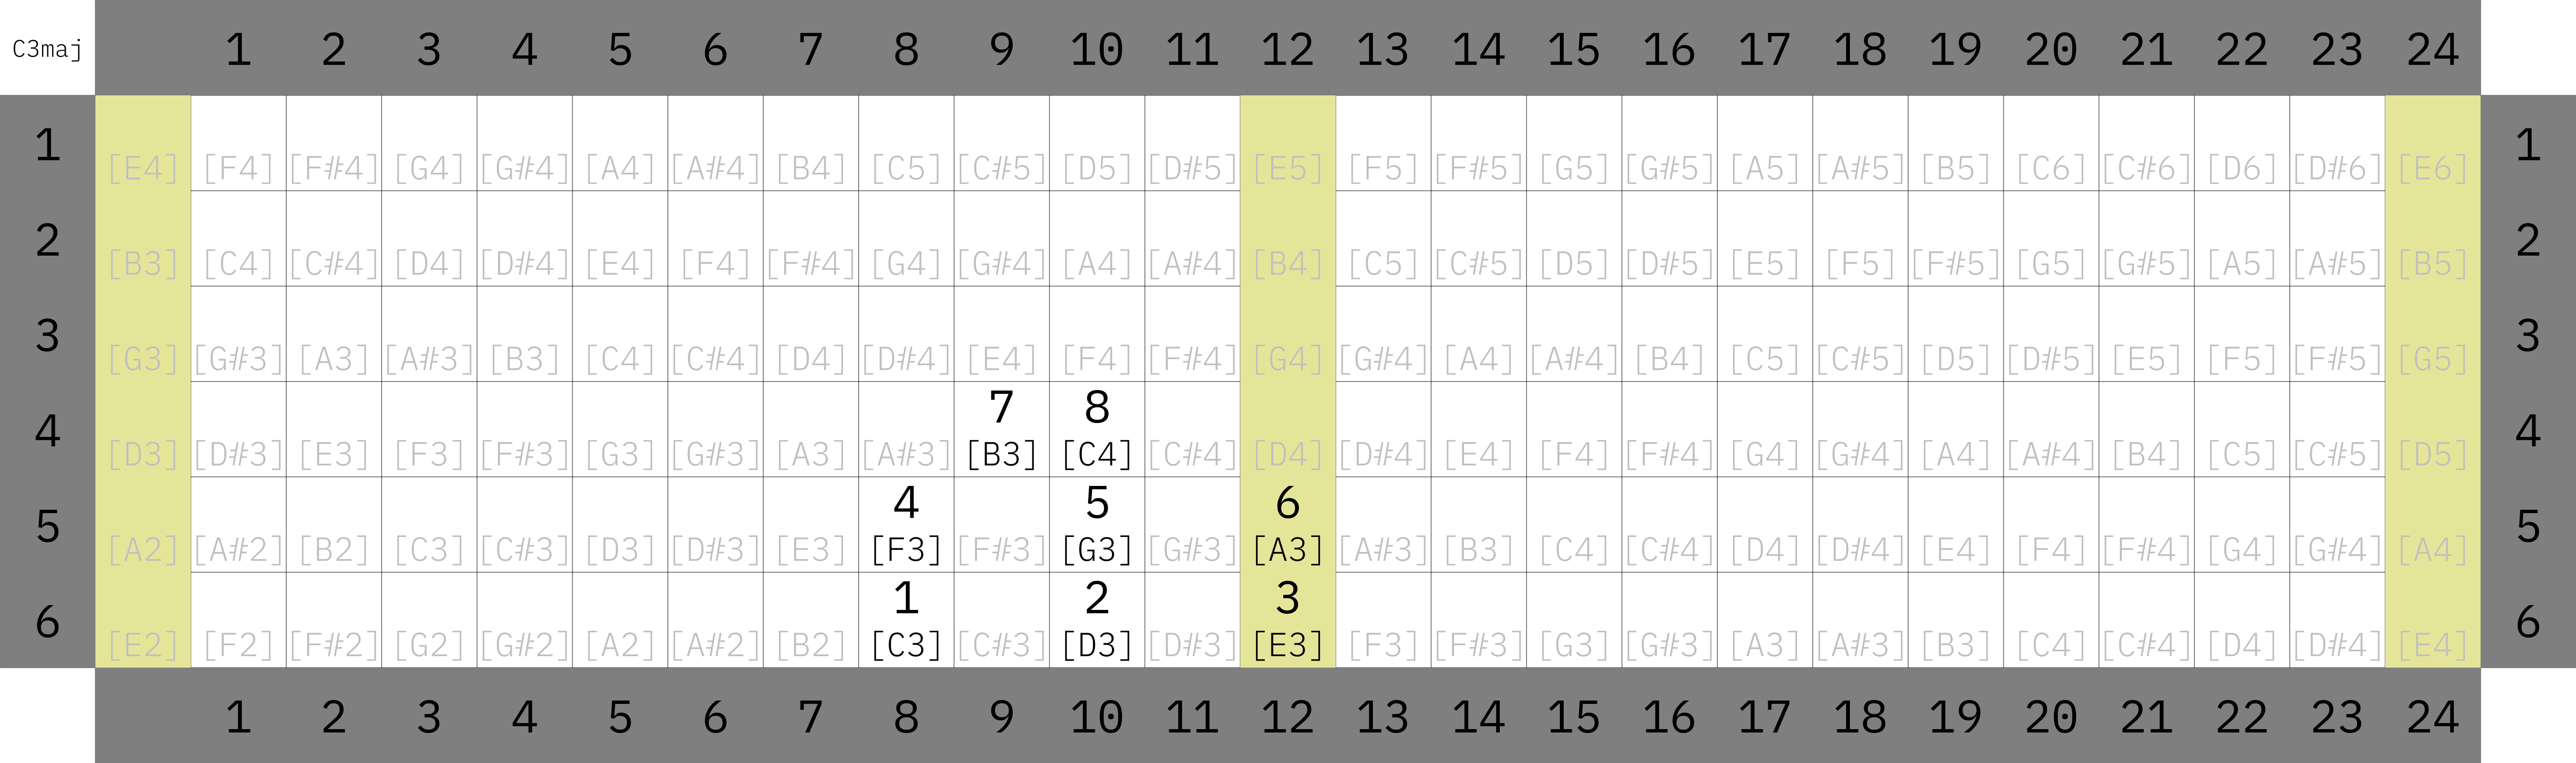 C3maj 1 2 3 4 5 6 7 8 9 10 11 12 13 14 15 16 17 18 19 20 21 22 23 24
1 [E4] [F4] [F#4] [G4] [G#4] [A4] [A#4] [B4] [C5] [C#5] [D5] [D#5] [E5] [F5] [F#5] [G5] [G#5] [A5] [A#5] [B5] [C6] [C#6] [D6] [D#6] [E6] 1
2 [B3] [C4] [C#4] [D4] [D#4] [E4] [F4] [F#4] [G4] [G#4] [A4] [A#4] [B4] [C5] [C#5] [D5] [D#5] [E5] [F5] [F#5] [G5] [G#5] [A5] [A#5] [B5] 2
3 [G3] [G#3] [A3] [A#3] [B3] [C4] [C#4] [D4] [D#4] [E4] [F4] [F#4] [G4] [G#4] [A4] [A#4] [B4] [C5] [C#5] [D5] [D#5] [E5] [F5] [F#5] [G5] 3
7 8
4 [D3] [D#3] [E3] [F3] [F#3] [G3] [G#3] [A3] [A#3] [B3] [C4] [C#4] [D4] [D#4] [E4] [F4] [F#4] [G4] [G#4] [A4] [A#4] [B4] [C5] [C#5] [D5] 4
4 5 6
5 [A2] [A#2] [B2] [C3] [C#3] [D3] [D#3] [E3] [F3] [F#3] [G3] [G#3] [A3] [A#3] [B3] [C4] [C#4] [D4] [D#4] [E4] [F4] [F#4] [G4] [G#4] [A4] 5
1 2 3
6 [E2] [F2] [F#2] [G2] [G#2] [A2] [A#2] [B2] [C3] [C#3] [D3] [D#3] [E3] [F3] [F#3] [G3] [G#3] [A3] [A#3] [B3] [C4] [C#4] [D4] [D#4] [E4] 6
1 2 3 4 5 6 7 8 9 10 11 12 13 14 15 16 17 18 19 20 21 22 23 24